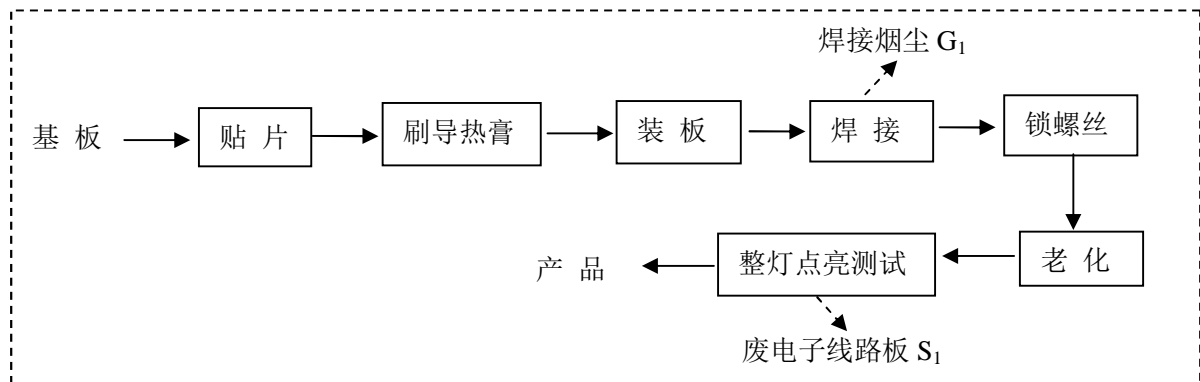 焊接烟尘 G₁
基 板
贴 片
刷导热膏
装 板
焊 接
锁螺丝
老 化
整灯点亮测试
产 品
废电子线路板 S₁